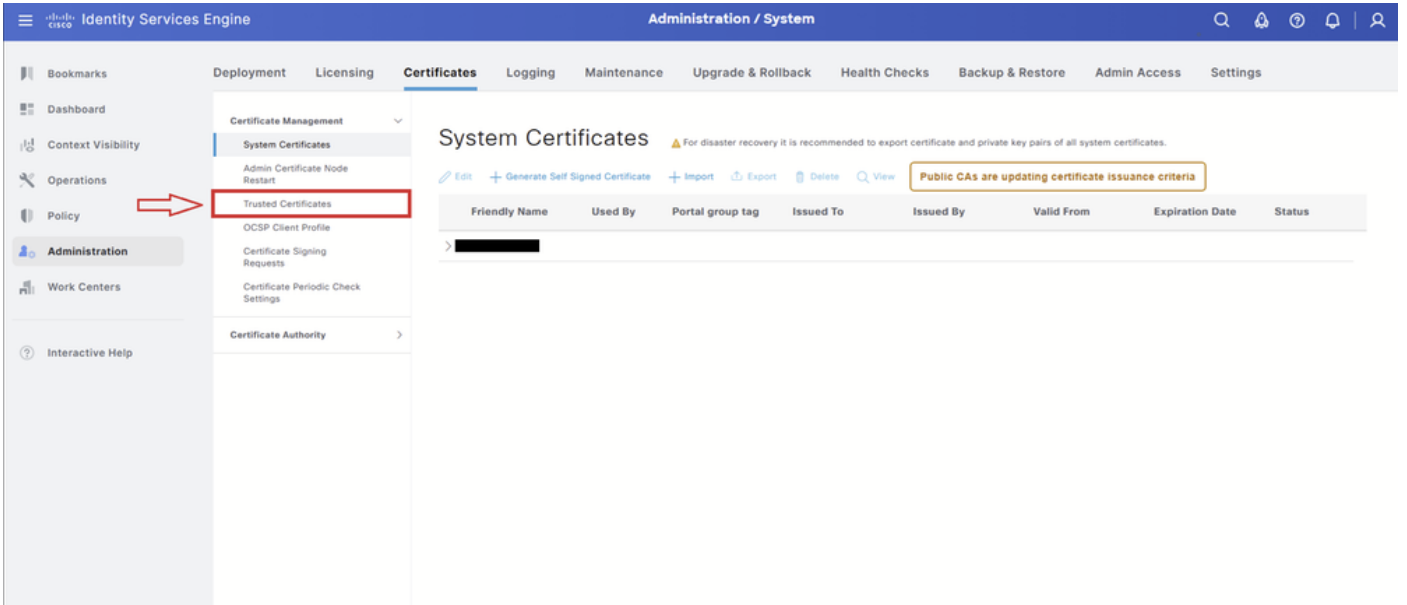 cisco Identity Services Engine
Administration / System
Bookmarks
Dashboard
Context Visibility
Operations
Policy
Administration
Work Centers
Interactive Help
Deployment Licensing Certificates Logging Maintenance Upgrade & Rollback Health Checks Backup & Restore Admin Access Settings
Certificate Management
System Certificates
Admin Certificate Node
Restart
Trusted Certificates
OCSP Client Profile
Certificate Signing
Requests
Certificate Periodic Check
Settings
Certificate Authority
System Certificates
For disaster recovery it is recommended to export certificate and private key pairs of all system certificates.
Edit Generate Self Signed Certificate Import Export Delete View
Public CAs are updating certificate issuance criteria
Friendly Name Used By Portal group tag Issued To Issued By Valid From Expiration Date Status